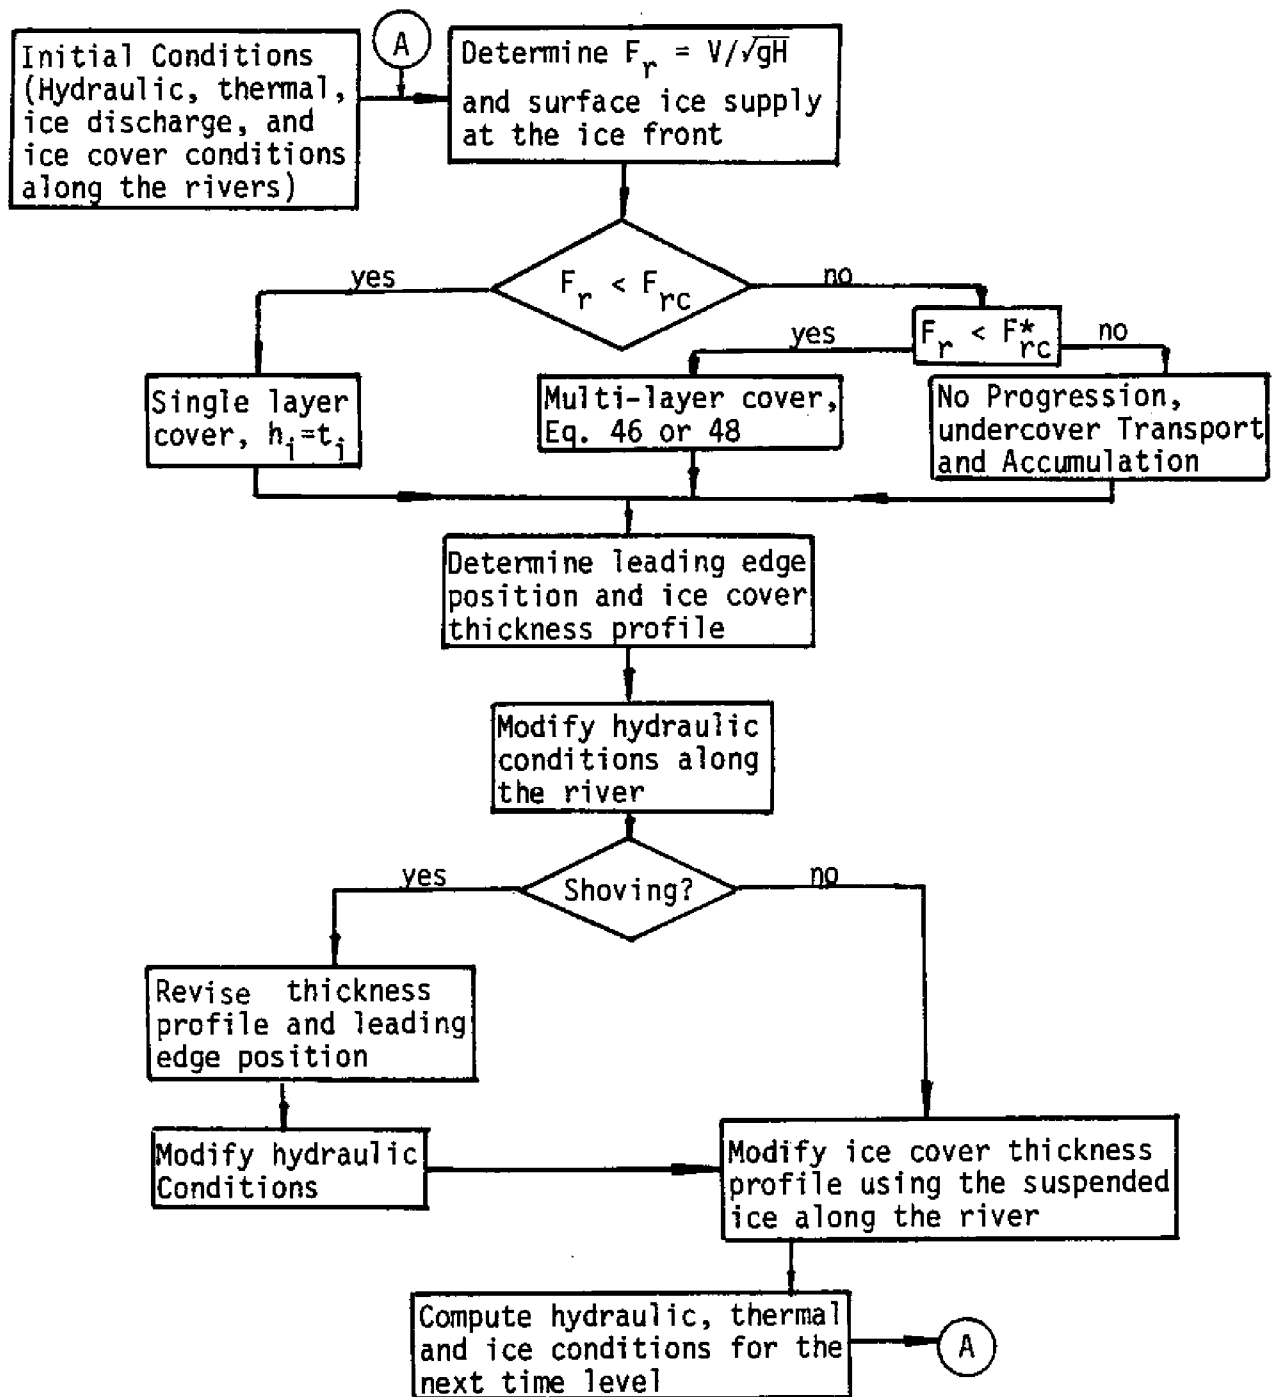 Initial Conditions
(Hydraulic, thermal,
ice discharge, and
ice cover conditions
along the rivers)
A
Determine F_r = V/√gH
and surface ice supply
at the ice front
F_r < F_rc
yes
no
F_r < F*_rc
yes
no
Single layer
cover, h_i=t_i
Multi-layer cover,
Eq. 46 or 48
No Progression,
undercover Transport
and Accumulation
Determine leading edge
position and ice cover
thickness profile
Modify hydraulic
conditions along
the river
Shoving?
yes
no
Revise thickness
profile and leading
edge position
Modify hydraulic
Conditions
Modify ice cover thickness
profile using the suspended
ice along the river
Compute hydraulic, thermal
and ice conditions for the
next time level
A